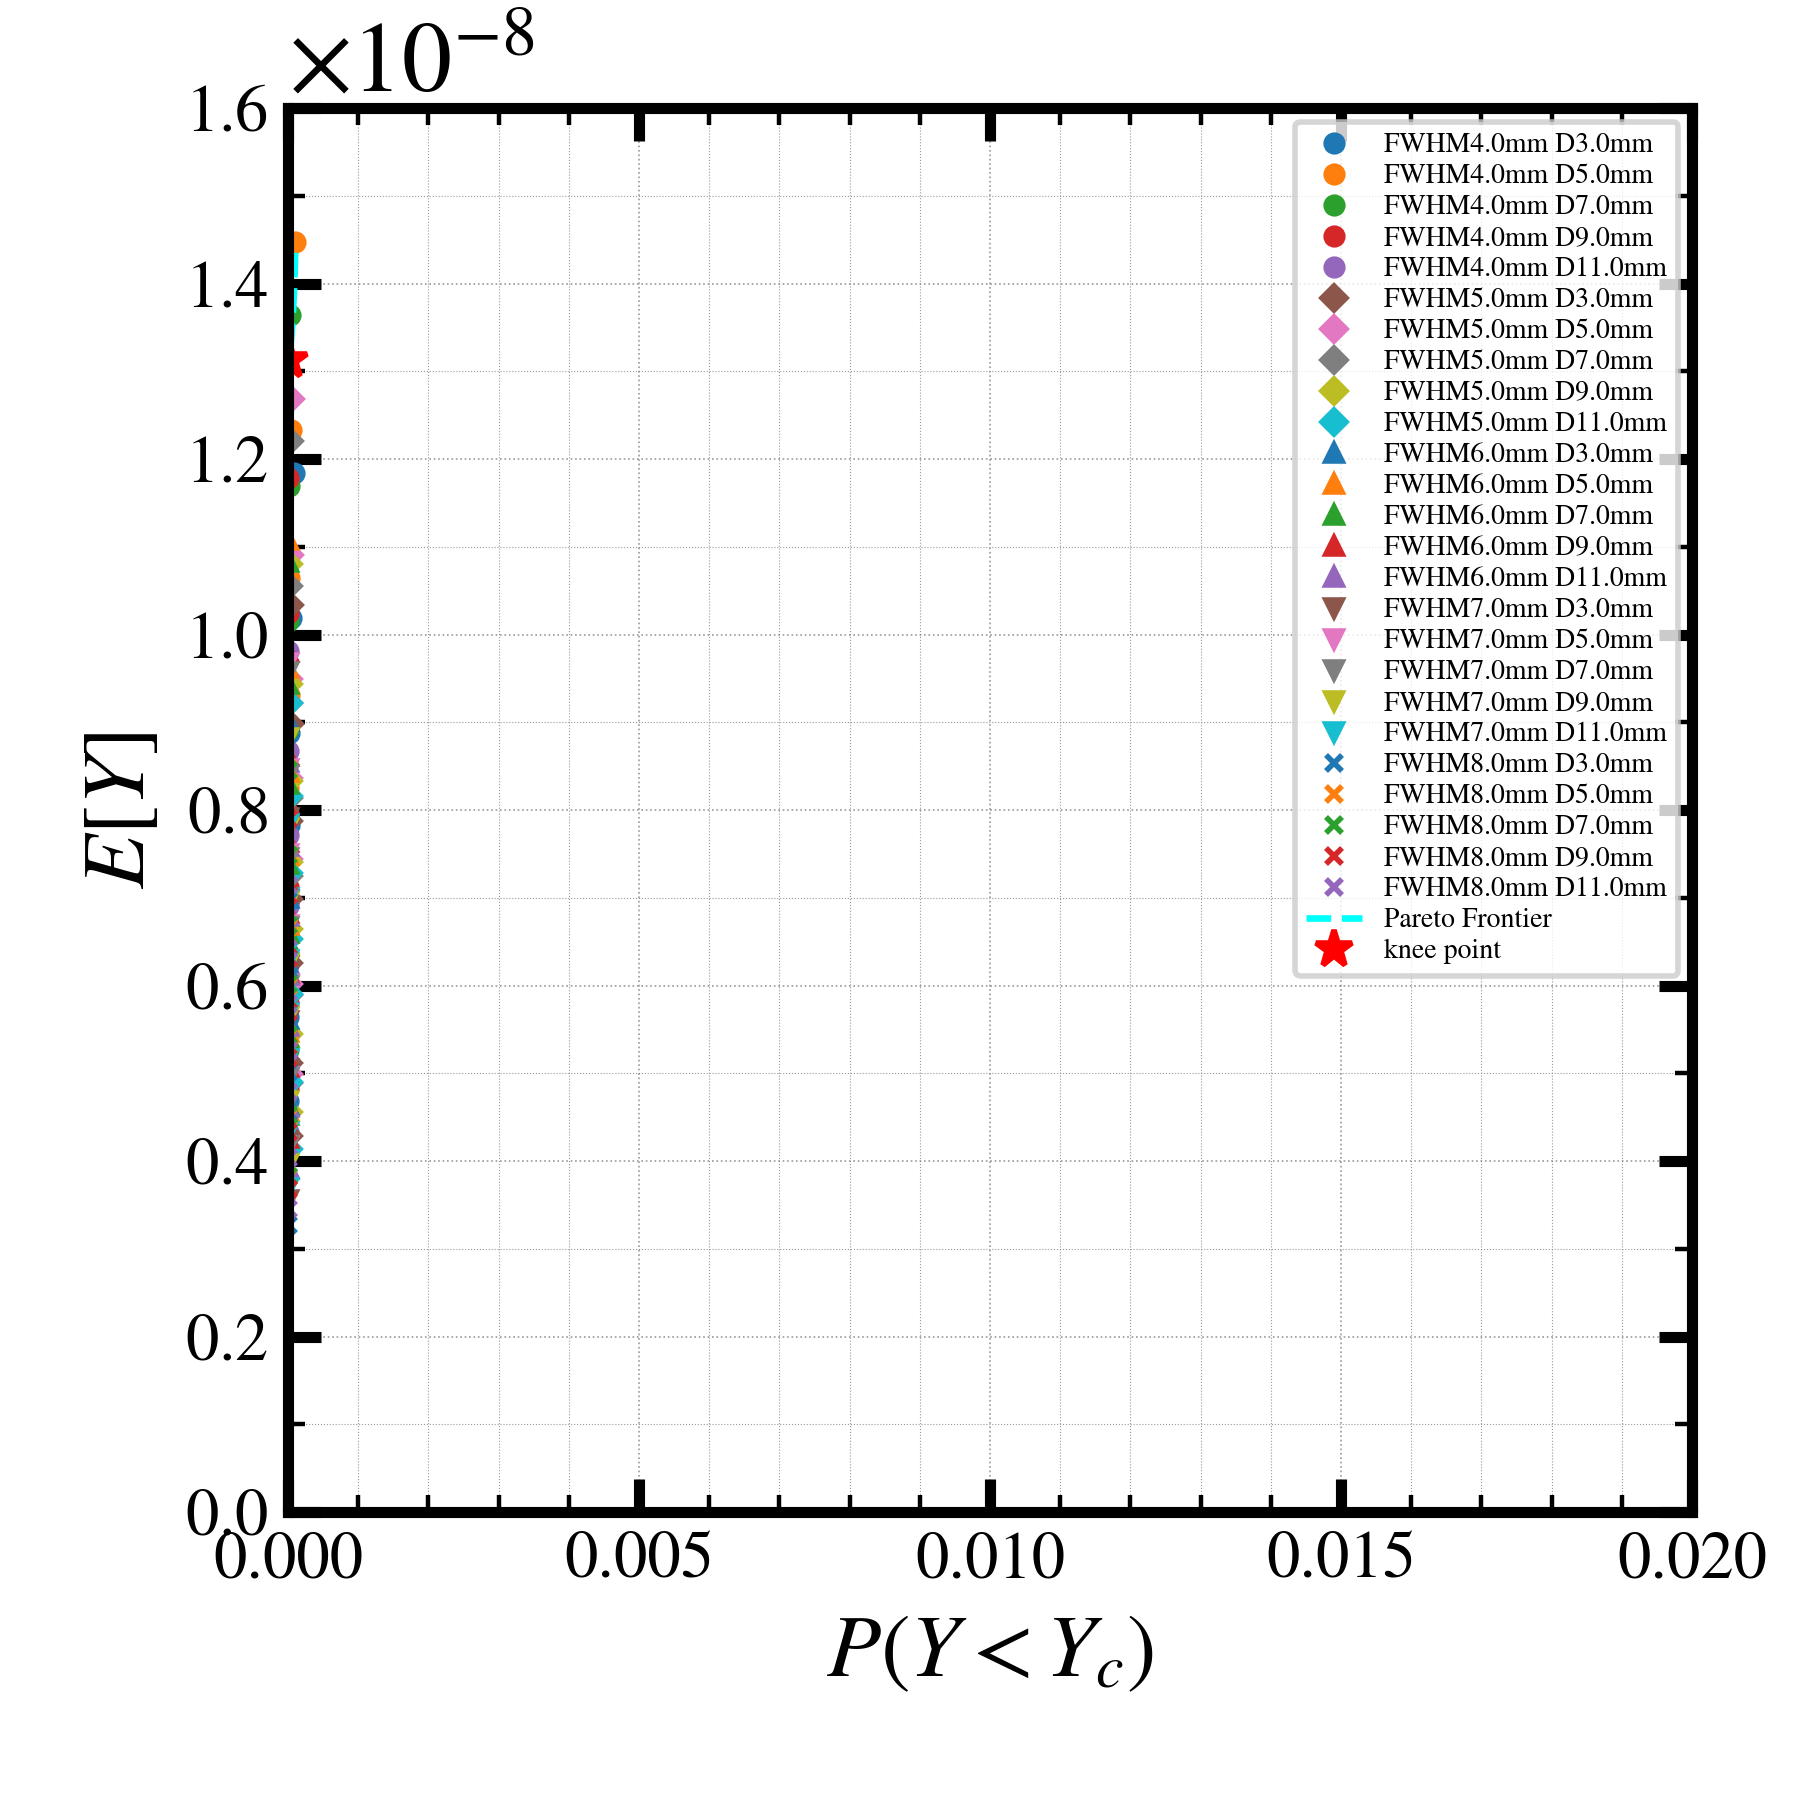 ×10⁻⁸
1.6
1.4
1.2
1.0
0.8
0.6
0.4
0.2
0.0
E[Y]
FWHM4.0mm D3.0mm
FWHM4.0mm D5.0mm
FWHM4.0mm D7.0mm
FWHM4.0mm D9.0mm
FWHM4.0mm D11.0mm
FWHM5.0mm D3.0mm
FWHM5.0mm D5.0mm
FWHM5.0mm D7.0mm
FWHM5.0mm D9.0mm
FWHM5.0mm D11.0mm
FWHM6.0mm D3.0mm
FWHM6.0mm D5.0mm
FWHM6.0mm D7.0mm
FWHM6.0mm D9.0mm
FWHM6.0mm D11.0mm
FWHM7.0mm D3.0mm
FWHM7.0mm D5.0mm
FWHM7.0mm D7.0mm
FWHM7.0mm D9.0mm
FWHM7.0mm D11.0mm
FWHM8.0mm D3.0mm
FWHM8.0mm D5.0mm
FWHM8.0mm D7.0mm
FWHM8.0mm D9.0mm
FWHM8.0mm D11.0mm
Pareto Frontier
knee point
0.000 0.005 0.010 0.015 0.020
P(Y < Y_c)